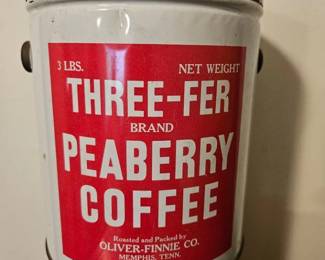 3 LBS. NET WEIGHT
THREE-FER
BRAND
PEABERRY
COFFEE
Roasted and Packed by
OLIVER-FINNIE CO.
MEMPHIS, TENN.